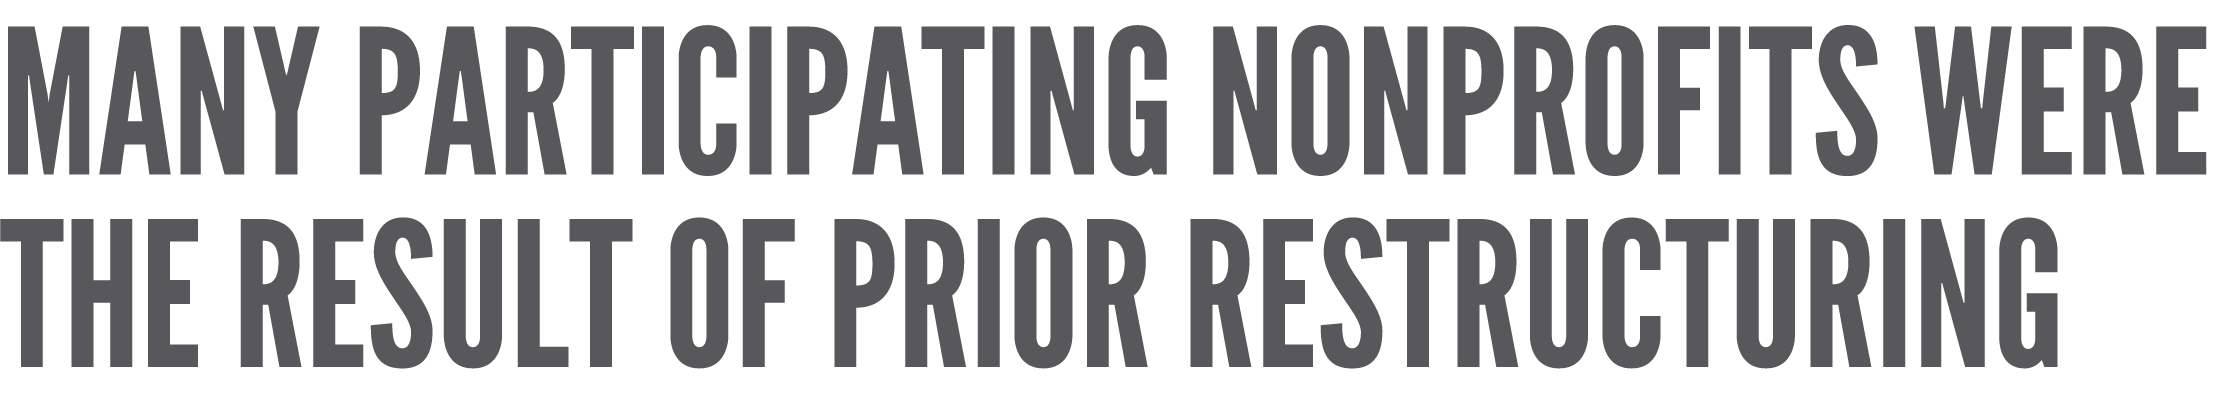 MANY PARTICIPATING NONPROFITS WERE
THE RESULT OF PRIOR RESTRUCTURING